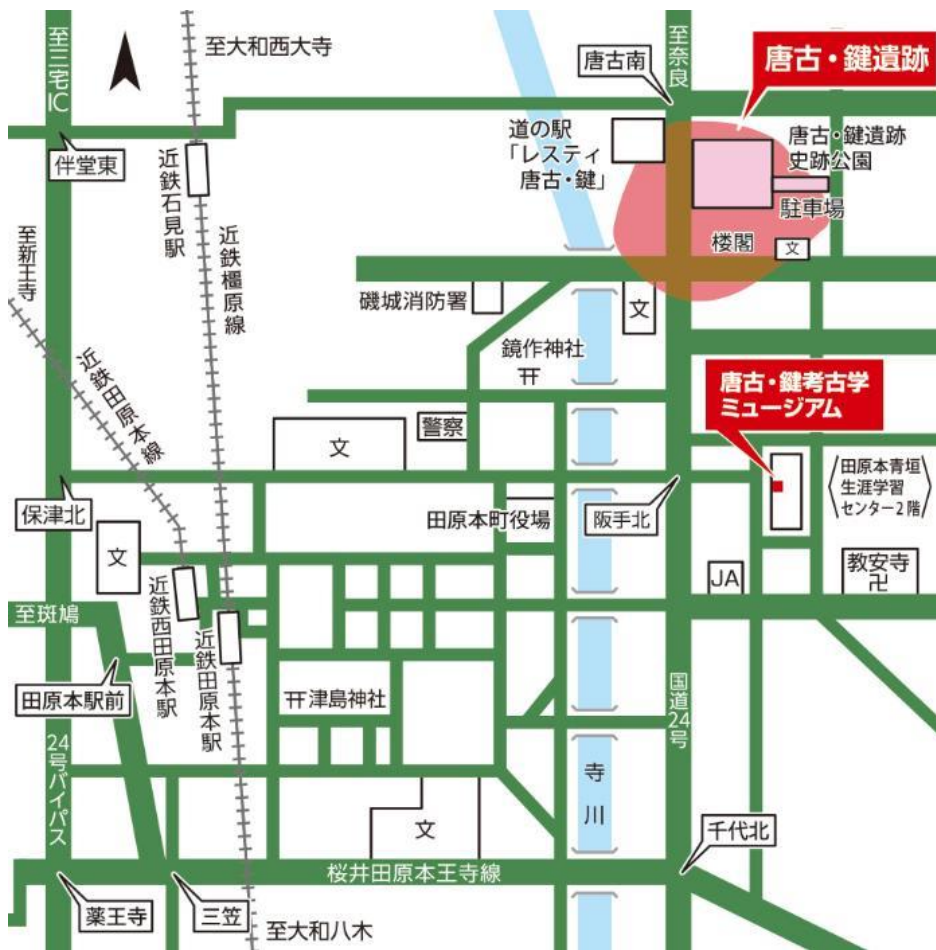 至三宅IC
至大和西大寺
唐古南
至奈良
唐古・鍵遺跡
伴堂東
近鉄石見駅
道の駅
「レスティ
唐古・鍵」
唐古・鍵遺跡
史跡公園
駐車場
楼閣
文
至新王寺
近鉄橿原線
磯城消防署
文
近鉄田原本線
鏡作神社
唐古・鍵考古学
ミュージアム
文
警察
保津北
田原本町役場
阪手北
田原本青垣
生涯学習
センター2階
文
JA
教安寺
卍
至斑鳩
近鉄西田原本駅
近鉄田原本駅
田原本駅前
津島神社
国道24号
24号バイパス
寺川
文
千代北
桜井田原本王寺線
薬王寺
三笠
至大和八木